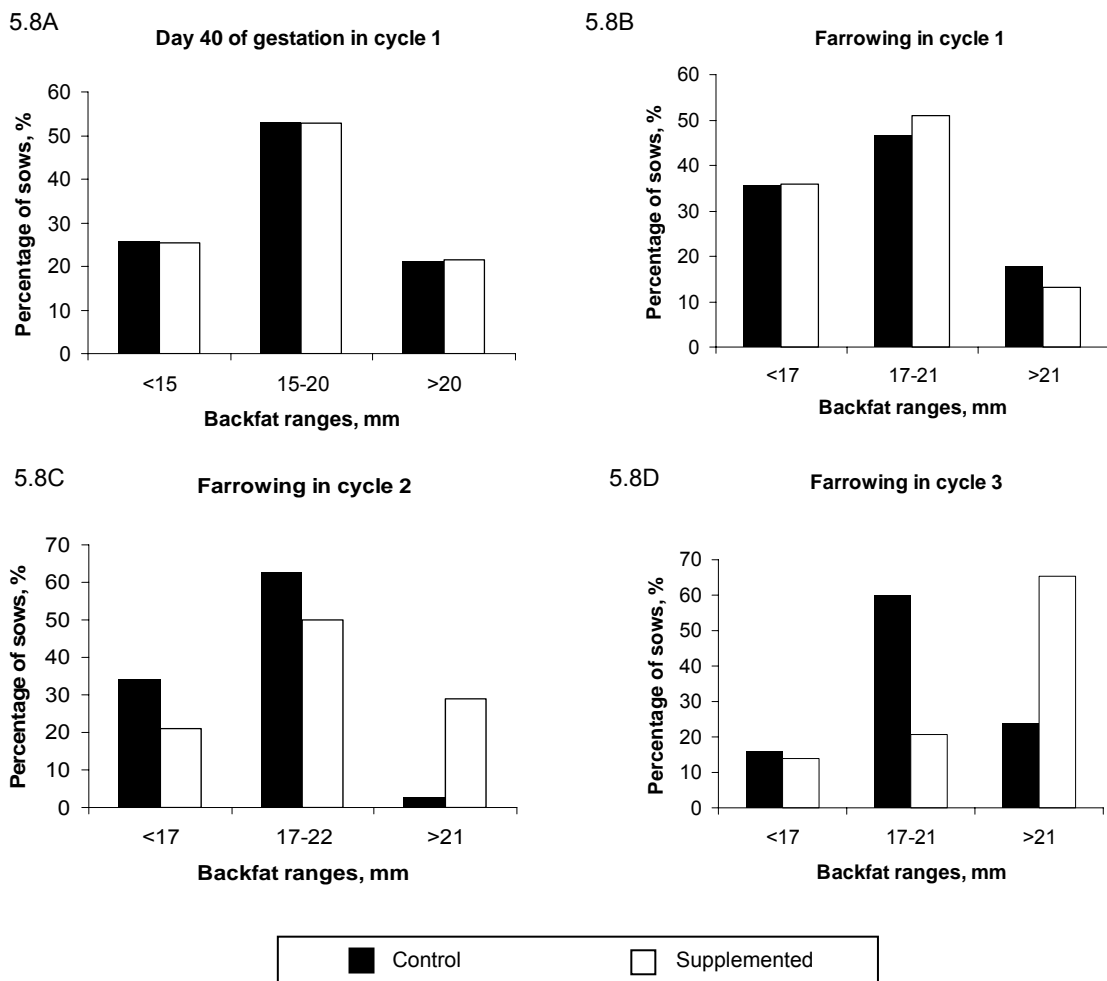 5.8A
Day 40 of gestation in cycle 1
Percentage of sows, %
60
50
40
30
20
10
0
<15 15-20 >20
Backfat ranges, mm
5.8B
Farrowing in cycle 1
Percentage of sows, %
60
50
40
30
20
10
0
<17 17-21 >21
Backfat ranges, mm
5.8C
Farrowing in cycle 2
Percentage of sows, %
70
60
50
40
30
20
10
0
<17 17-22 >21
Backfat ranges, mm
5.8D
Farrowing in cycle 3
Percentage of sows, %
70
60
50
40
30
20
10
0
<17 17-21 >21
Backfat ranges, mm
Control Supplemented